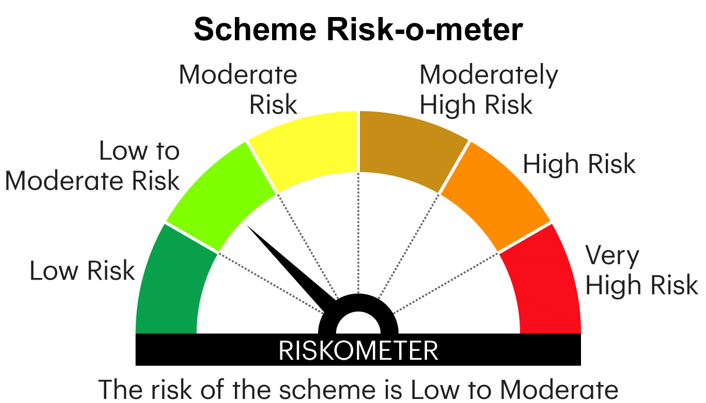 Scheme Risk-o-meter
Moderate
Risk
Moderately
High Risk
Low to
Moderate Risk
High Risk
Low Risk
Very
High Risk
RISKOMETER
The risk of the scheme is Low to Moderate